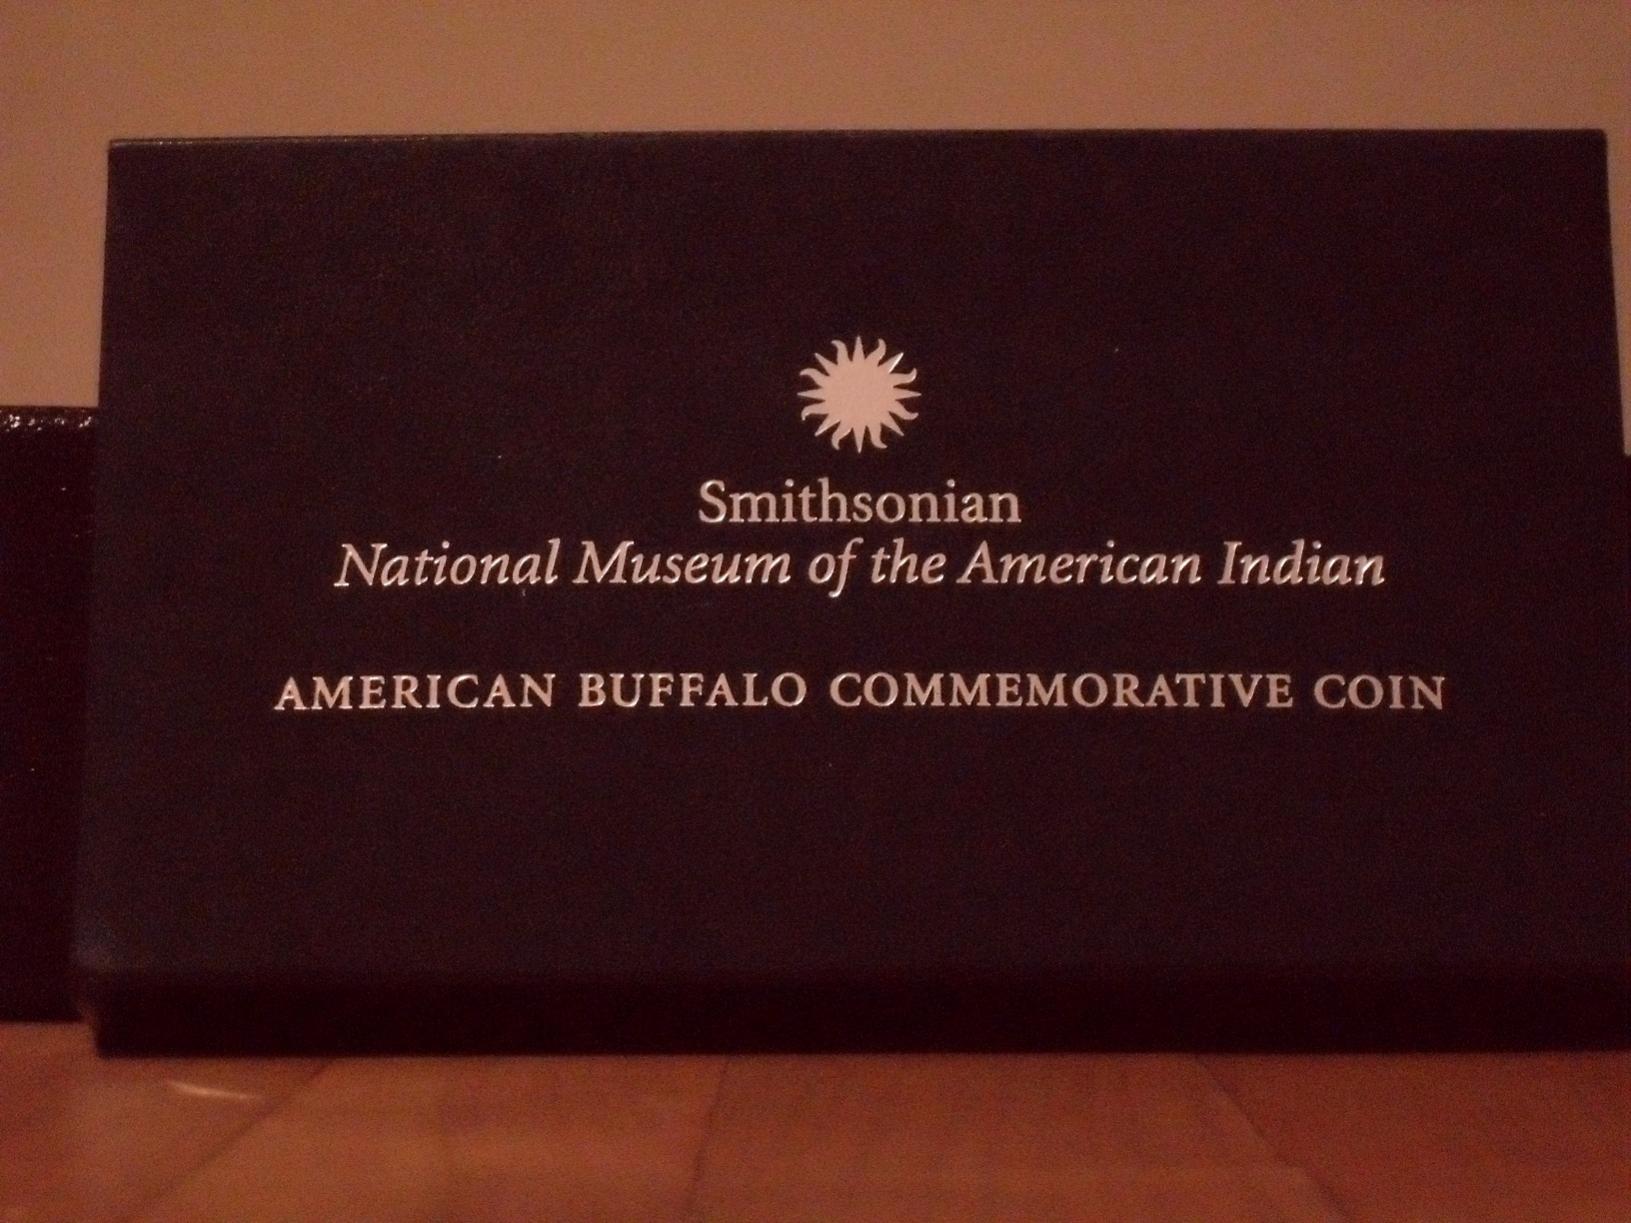 Smithsonian
National Museum of the American Indian
AMERICAN BUFFALO COMMEMORATIVE COIN